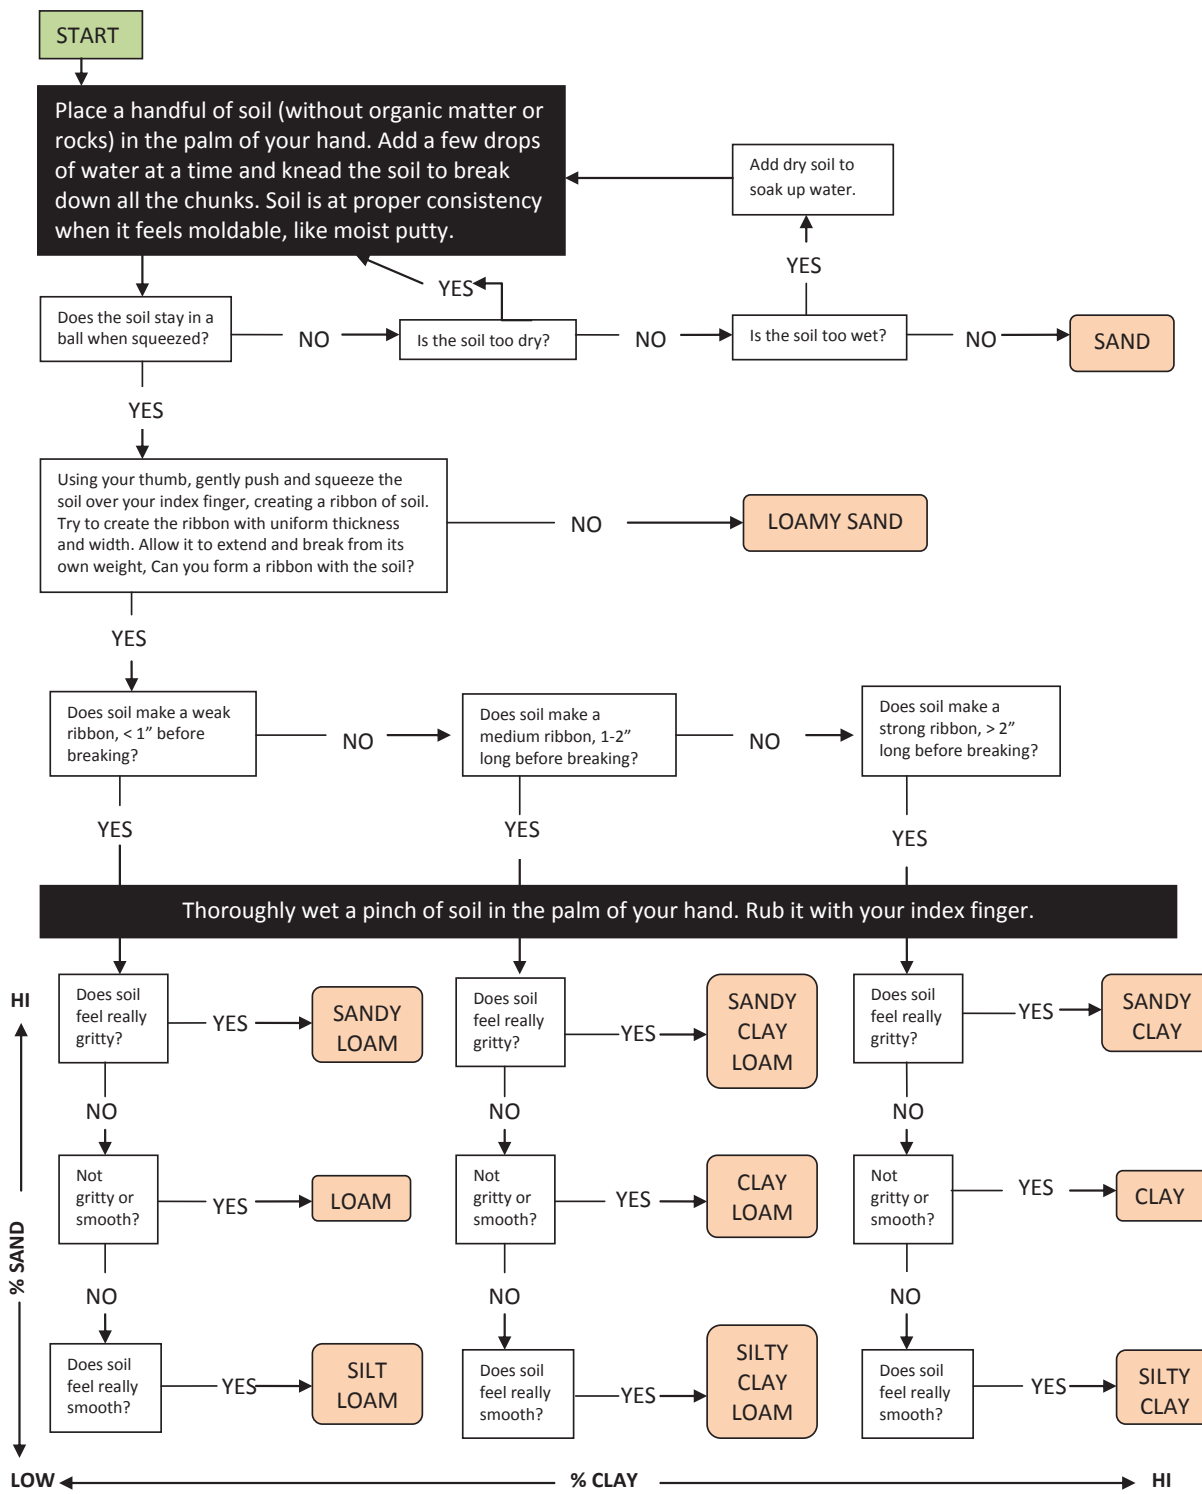 START
Place a handful of soil (without organic matter or
rocks) in the palm of your hand. Add a few drops
of water at a time and knead the soil to break
down all the chunks. Soil is at proper consistency
when it feels moldable, like moist putty.
Add dry soil to
soak up water.
YES
YES
Does the soil stay in a
ball when squeezed?
NO
Is the soil too dry?
NO
Is the soil too wet?
NO
SAND
YES
Using your thumb, gently push and squeeze the
soil over your index finger, creating a ribbon of soil.
Try to create the ribbon with uniform thickness
and width. Allow it to extend and break from its
own weight, Can you form a ribbon with the soil?
NO
LOAMY SAND
YES
Does soil make a weak
ribbon, < 1” before
breaking?
NO
Does soil make a
medium ribbon, 1-2”
long before breaking?
NO
Does soil make a
strong ribbon, > 2”
long before breaking?
YES
YES
YES
Thoroughly wet a pinch of soil in the palm of your hand. Rub it with your index finger.
HI
Does soil
feel really
gritty?
YES
SANDY
LOAM
Does soil
feel really
gritty?
YES
SANDY
CLAY
LOAM
Does soil
feel really
gritty?
YES
SANDY
CLAY
NO
NO
NO
% SAND
Not
gritty or
smooth?
YES
LOAM
Not
gritty or
smooth?
YES
CLAY
LOAM
Not
gritty or
smooth?
YES
CLAY
NO
NO
NO
Does soil
feel really
smooth?
YES
SILT
LOAM
Does soil
feel really
smooth?
YES
SILTY
CLAY
LOAM
Does soil
feel really
smooth?
YES
SILTY
CLAY
LOW
% CLAY
HI